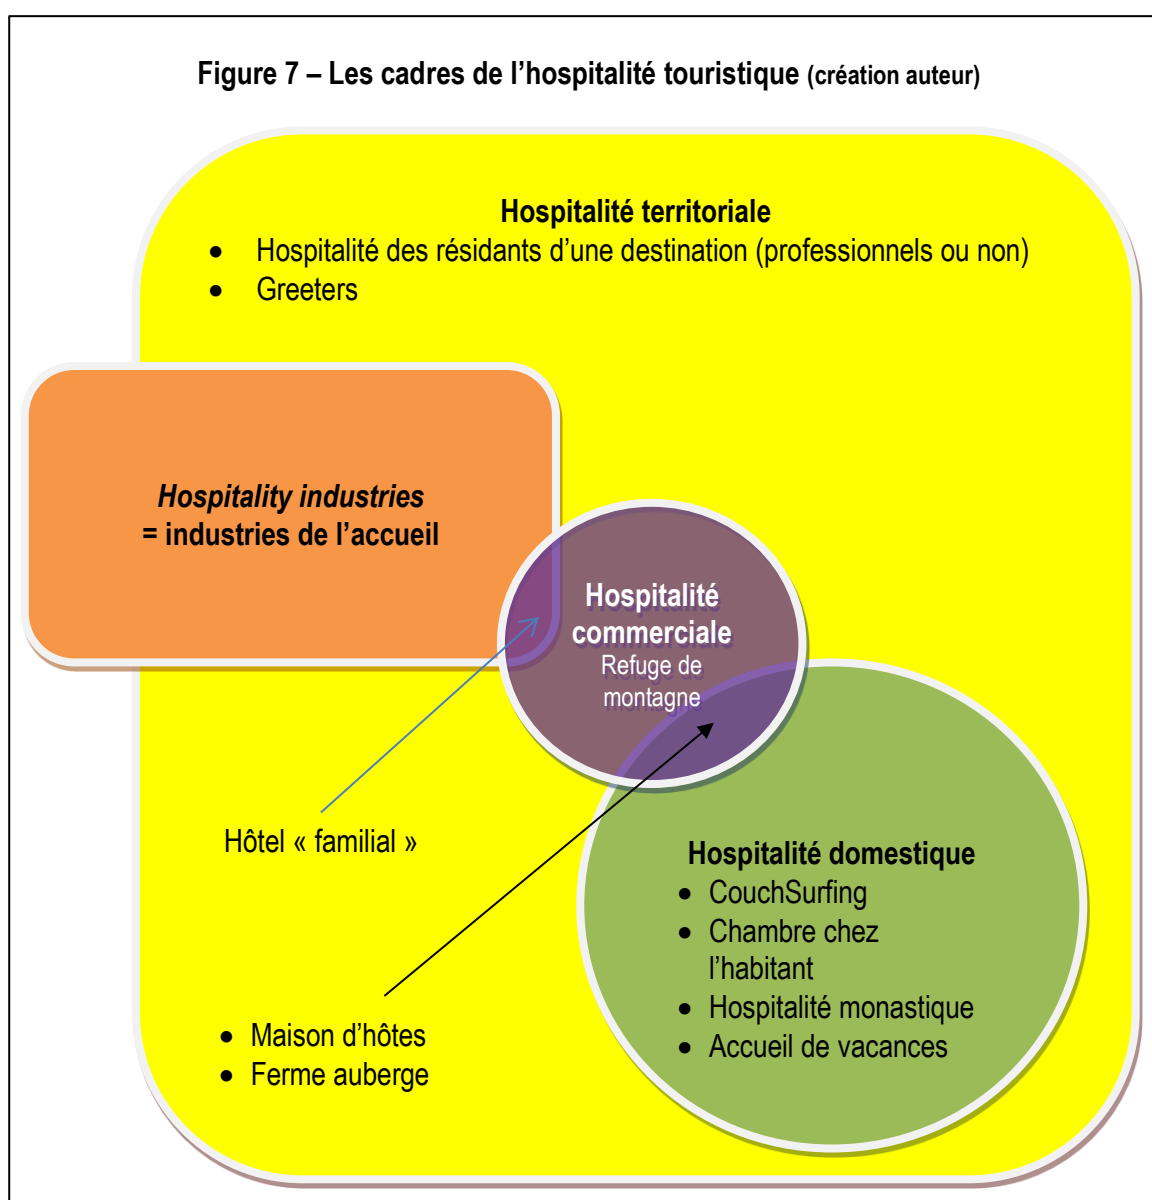 Figure 7 – Les cadres de l’hospitalité touristique (création auteur)
Hospitalité territoriale
• Hospitalité des résidants d’une destination (professionnels ou non)
• Greeters
Hospitality industries
= industries de l’accueil
Hospitalité
commerciale
Refuge de
montagne
Hôtel « familial »
Hospitalité domestique
• CouchSurfing
• Chambre chez
l’habitant
• Hospitalité monastique
• Accueil de vacances
• Maison d’hôtes
• Ferme auberge